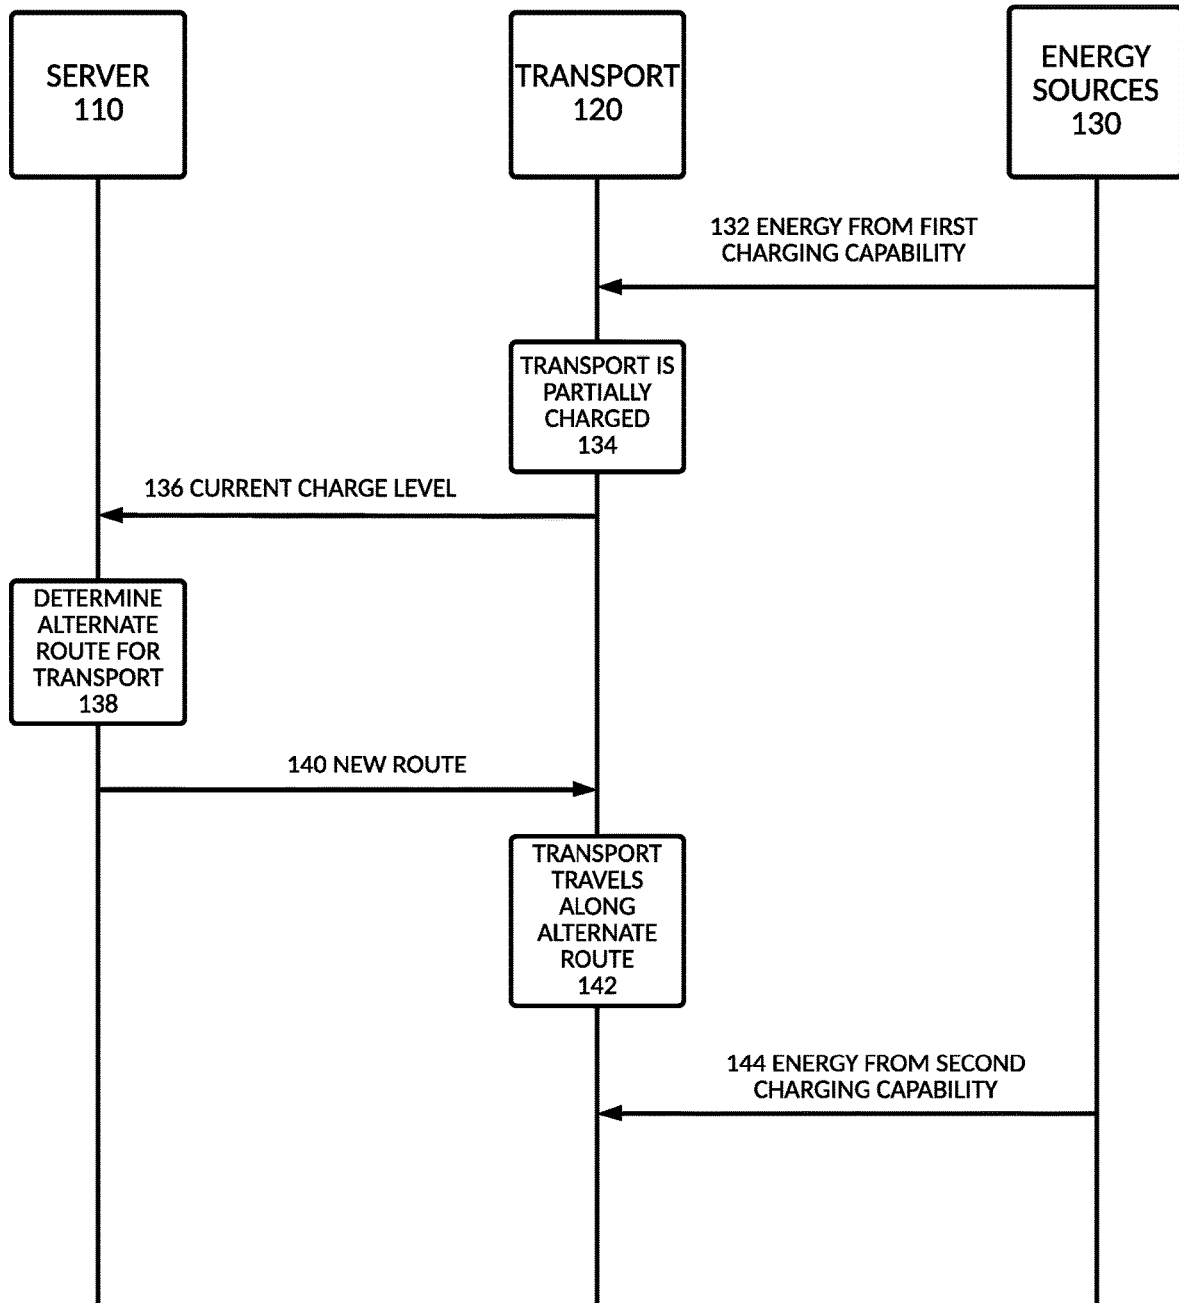 SERVER
110
TRANSPORT
120
ENERGY
SOURCES
130
132 ENERGY FROM FIRST
CHARGING CAPABILITY
TRANSPORT IS
PARTIALLY
CHARGED
134
136 CURRENT CHARGE LEVEL
DETERMINE
ALTERNATE
ROUTE FOR
TRANSPORT
138
140 NEW ROUTE
TRANSPORT
TRAVELS
ALONG
ALTERNATE
ROUTE
142
144 ENERGY FROM SECOND
CHARGING CAPABILITY